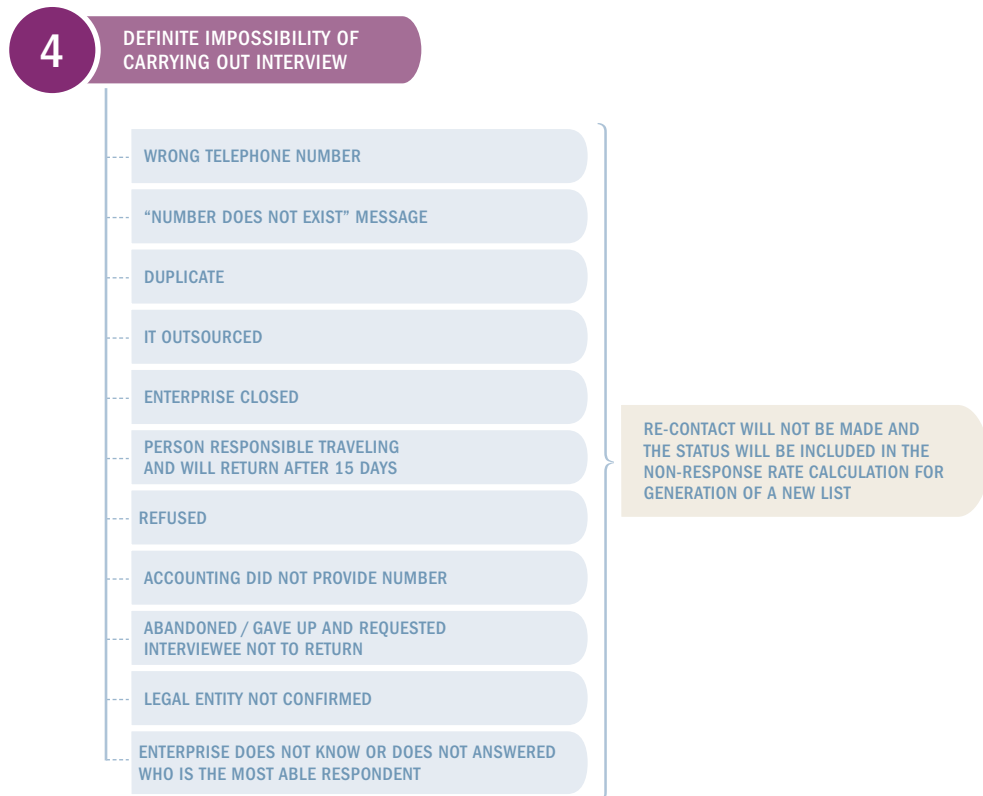 4
DEFINITE IMPOSSIBILITY OF
CARRYING OUT INTERVIEW
WRONG TELEPHONE NUMBER
“NUMBER DOES NOT EXIST” MESSAGE
DUPLICATE
IT OUTSOURCED
ENTERPRISE CLOSED
PERSON RESPONSIBLE TRAVELING
AND WILL RETURN AFTER 15 DAYS
REFUSED
ACCOUNTING DID NOT PROVIDE NUMBER
ABANDONED / GAVE UP AND REQUESTED
INTERVIEWEE NOT TO RETURN
LEGAL ENTITY NOT CONFIRMED
ENTERPRISE DOES NOT KNOW OR DOES NOT ANSWERED
WHO IS THE MOST ABLE RESPONDENT
RE-CONTACT WILL NOT BE MADE AND
THE STATUS WILL BE INCLUDED IN THE
NON-RESPONSE RATE CALCULATION FOR
GENERATION OF A NEW LIST